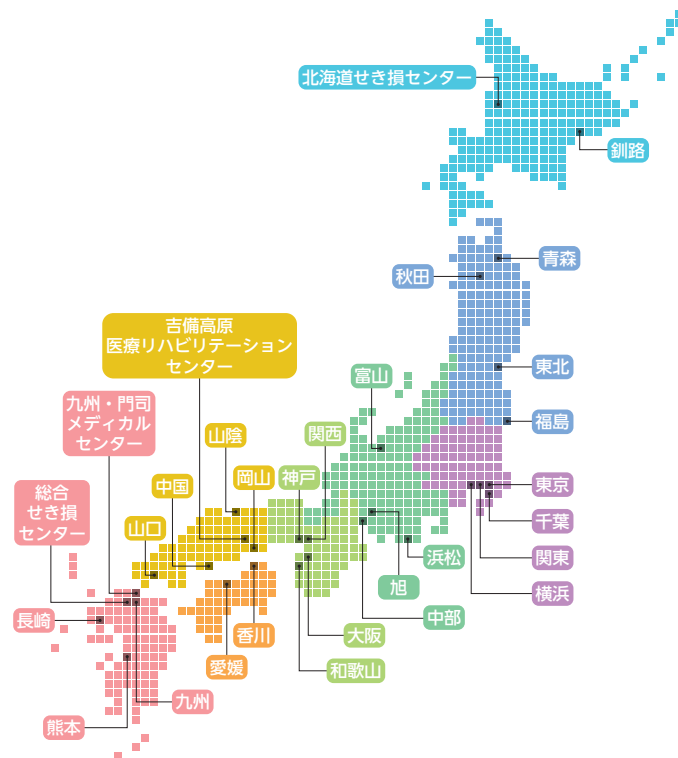 北海道せき損センター
釧路
青森
秋田
吉備高原
医療リハビリテーション
センター
東北
富山
九州・門司
メディカル
センター
福島
山陰
関西
岡山
神戸
中国
総合
せき損
センター
東京
千葉
山口
浜松
関東
旭
横浜
長崎
中部
香川
大阪
愛媛
和歌山
九州
熊本